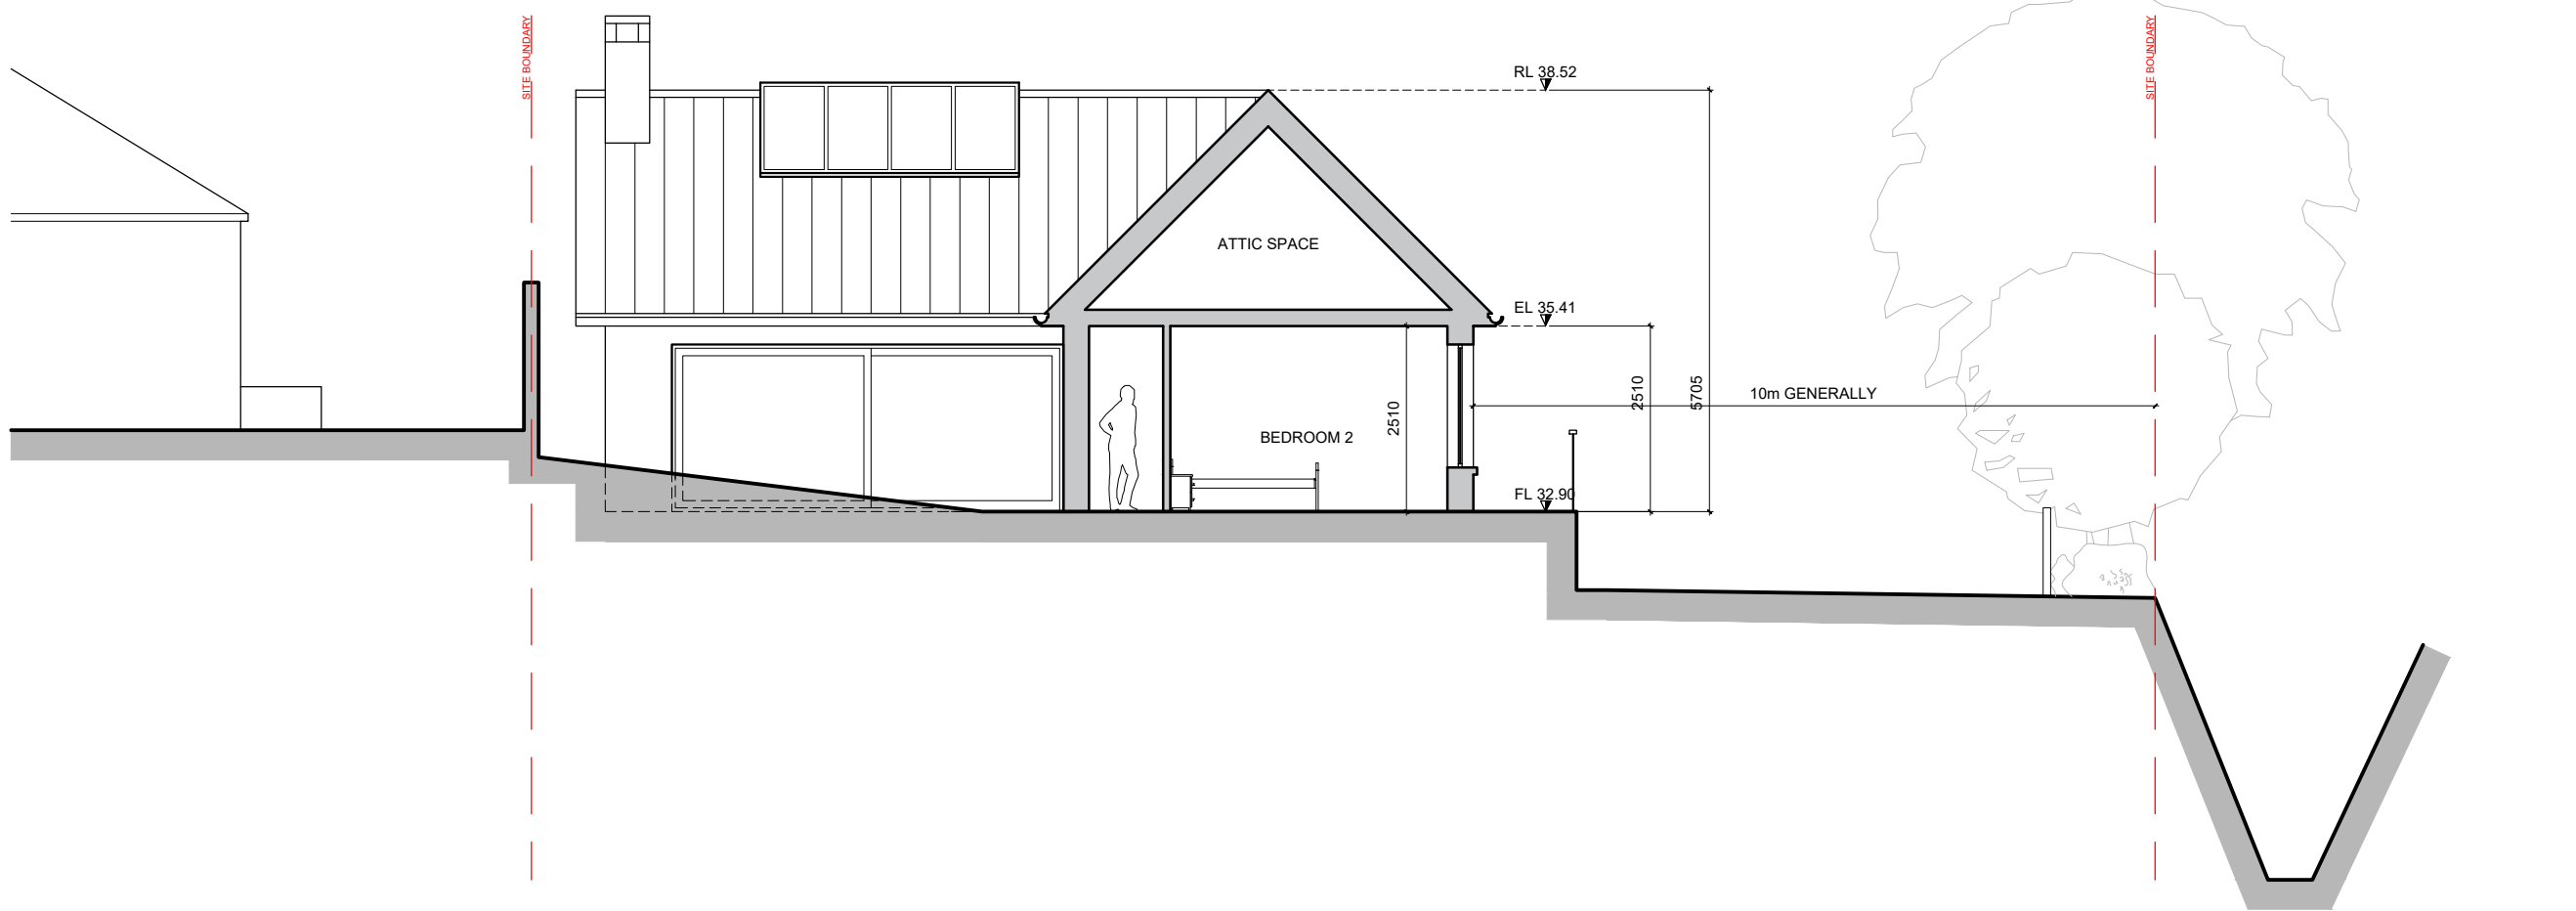 SITE BOUNDARY
SITE BOUNDARY
RL 38.52
ATTIC SPACE
EL 35.41
2510
5705
10m GENERALLY
2510
BEDROOM 2
FL 32.90